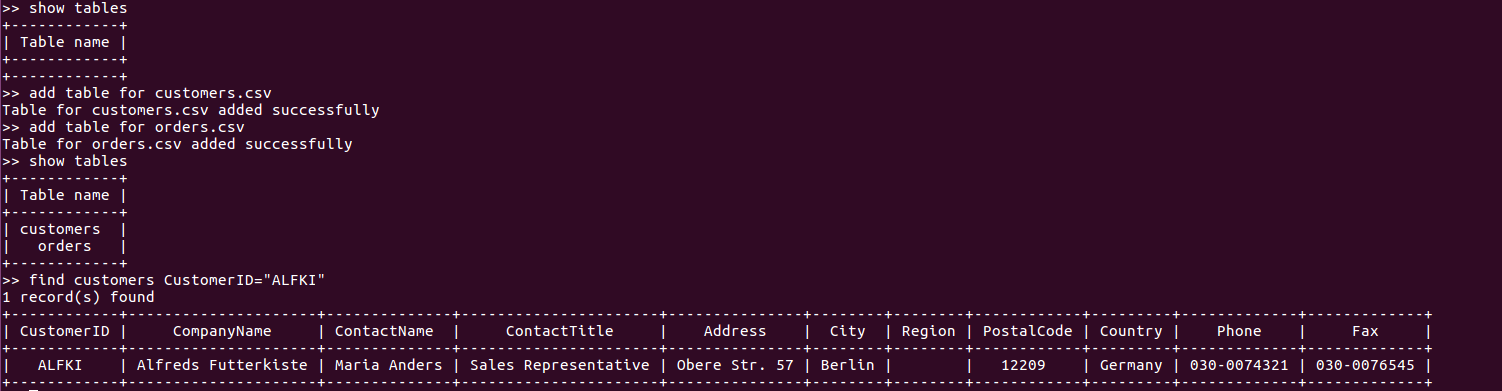 >> show tables
+------------+
| Table name |
+------------+
+------------+
>> add table for customers.csv
Table for customers.csv added successfully
>> add table for orders.csv
Table for orders.csv added successfully
>> show tables
+------------+
| Table name |
+------------+
| customers  |
|   orders   |
+------------+
>> find customers CustomerID="ALFKI"
1 record(s) found
+------------+---------------------+--------------+----------------------+---------------+--------+--------+------------+---------+-------------+-------------+
| CustomerID |     CompanyName     | ContactName  |     ContactTitle     |    Address    |  City  | Region | PostalCode | Country |    Phone    |     Fax     |
+------------+---------------------+--------------+----------------------+---------------+--------+--------+------------+---------+-------------+-------------+
|   ALFKI    | Alfreds Futterkiste | Maria Anders | Sales Representative | Obere Str. 57 | Berlin |        |   12209    | Germany | 030-0074321 | 030-0076545 |
+------------+---------------------+--------------+----------------------+---------------+--------+--------+------------+---------+-------------+-------------+